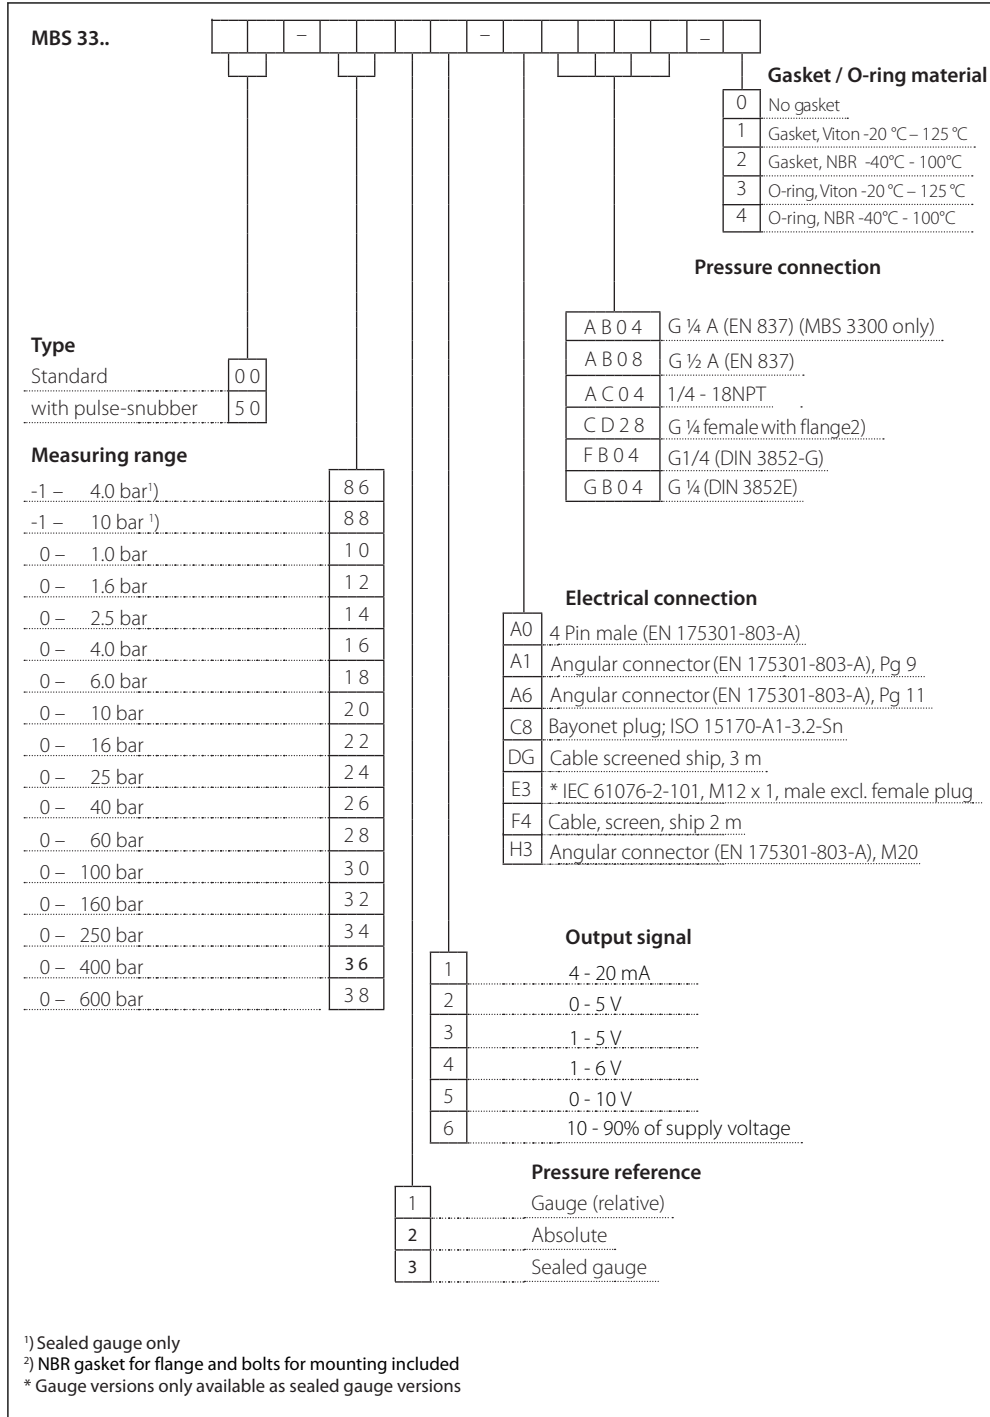 MBS 33..
–
–
–
Gasket / O-ring material
0 No gasket
1 Gasket, Viton -20 °C – 125 °C
2 Gasket, NBR -40°C - 100°C
3 O-ring, Viton -20 °C – 125 °C
4 O-ring, NBR -40°C - 100°C
Pressure connection
A B 0 4 G ¼ A (EN 837) (MBS 3300 only)
A B 0 8 G ½ A (EN 837)
A C 0 4 1/4 - 18NPT
C D 2 8 G ¼ female with flange2)
F B 0 4 G1/4 (DIN 3852-G)
G B 0 4 G ¼ (DIN 3852E)
Type
Standard 0 0
with pulse-snubber 5 0
Measuring range
-1 – 4.0 bar¹) 8 6
-1 – 10 bar ¹) 8 8
0 – 1.0 bar 1 0
0 – 1.6 bar 1 2
0 – 2.5 bar 1 4
0 – 4.0 bar 1 6
0 – 6.0 bar 1 8
0 – 10 bar 2 0
0 – 16 bar 2 2
0 – 25 bar 2 4
0 – 40 bar 2 6
0 – 60 bar 2 8
0 – 100 bar 3 0
0 – 160 bar 3 2
0 – 250 bar 3 4
0 – 400 bar 3 6
0 – 600 bar 3 8
Electrical connection
A0 4 Pin male (EN 175301-803-A)
A1 Angular connector (EN 175301-803-A), Pg 9
A6 Angular connector (EN 175301-803-A), Pg 11
C8 Bayonet plug; ISO 15170-A1-3.2-Sn
DG Cable screened ship, 3 m
E3 * IEC 61076-2-101, M12 x 1, male excl. female plug
F4 Cable, screen, ship 2 m
H3 Angular connector (EN 175301-803-A), M20
Output signal
1 4 - 20 mA
2 0 - 5 V
3 1 - 5 V
4 1 - 6 V
5 0 - 10 V
6 10 - 90% of supply voltage
Pressure reference
1 Gauge (relative)
2 Absolute
3 Sealed gauge
¹) Sealed gauge only
²) NBR gasket for flange and bolts for mounting included
* Gauge versions only available as sealed gauge versions